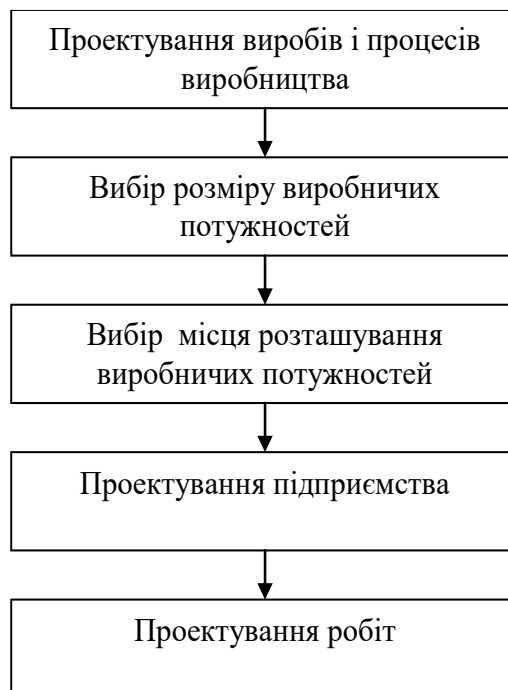 Проектування виробів і процесів
виробництва
Вибір розміру виробничих
потужностей
Вибір місця розташування
виробничих потужностей
Проектування підприємства
Проектування робіт